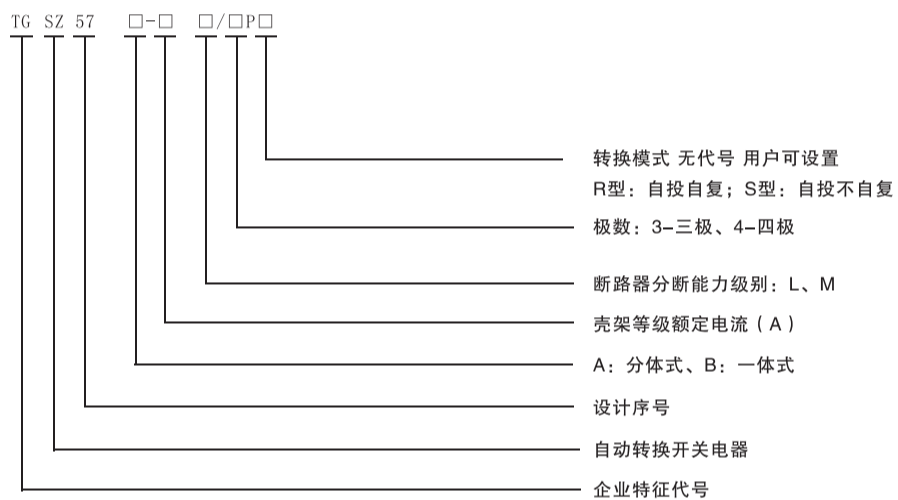 TG SZ 57 □-□ □/□P□
转换模式 无代号 用户可设置
R型：自投自复；S型：自投不自复
极数：3-三极、4-四极
断路器分断能力级别：L、M
壳架等级额定电流（A）
A：分体式、B：一体式
设计序号
自动转换开关电器
企业特征代号